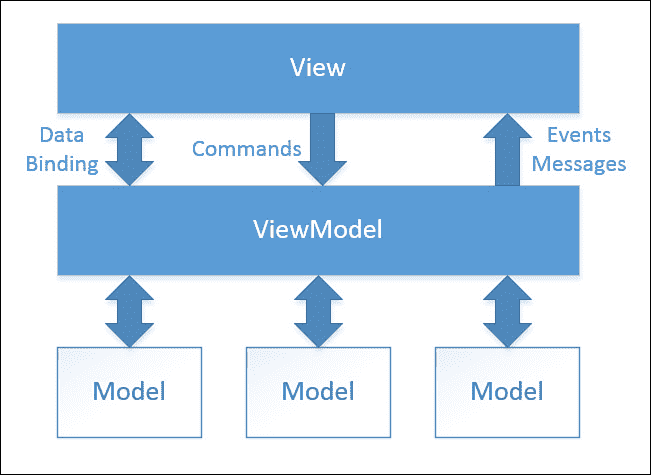 View
Data
Binding
Commands
Events
Messages
ViewModel
Model
Model
Model